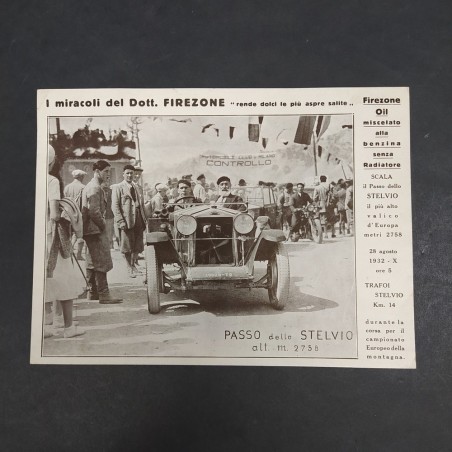 I miracoli del Dott. FIREZONE "rende dolci le più aspre salite„
Firezone
Oil
miscelato
alla
benzina
senza
Radiatore
SCALA
il Passo dello
STELVIO
il più alto
valico
d'Europa
metri 2758
28 agosto
1932 - X
ore 5
TRAFOI
STELVIO
Km. 14
durante la
corsa per il
campionato
Europeo della
montagna.
CONTROLLO
PASSO dello STELVIO
alt. m. 2758